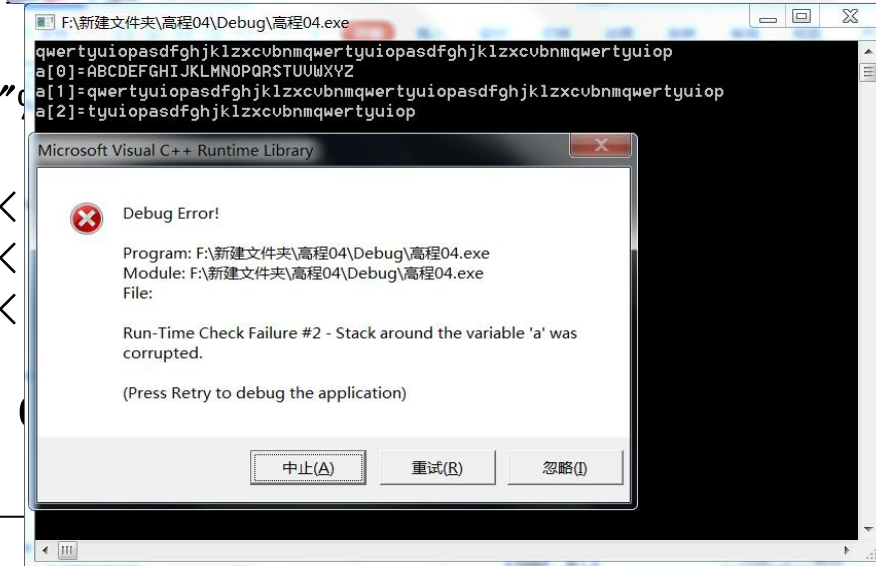 F:\新建文件夹\高程04\Debug\高程04.exe
qwertyuiopasdfghjklzxcvbnmqwertyuiopasdfghjklzxcvbnmqwertyuiop
a[0]=ABCDEFGHIJKLMNOPQRSTUVWXYZ
a[1]=qwertyuiopasdfghjklzxcvbnmqwertyuiopasdfghjklzxcvbnmqwertyuiop
a[2]=tyuiopasdfghjklzxcvbnmqwertyuiop
Microsoft Visual C++ Runtime Library
Debug Error!
Program: F:\新建文件夹\高程04\Debug\高程04.exe
Module: F:\新建文件夹\高程04\Debug\高程04.exe
File:
Run-Time Check Failure #2 - Stack around the variable 'a' was
corrupted.
(Press Retry to debug the application)
中止(A)
重试(R)
忽略(I)